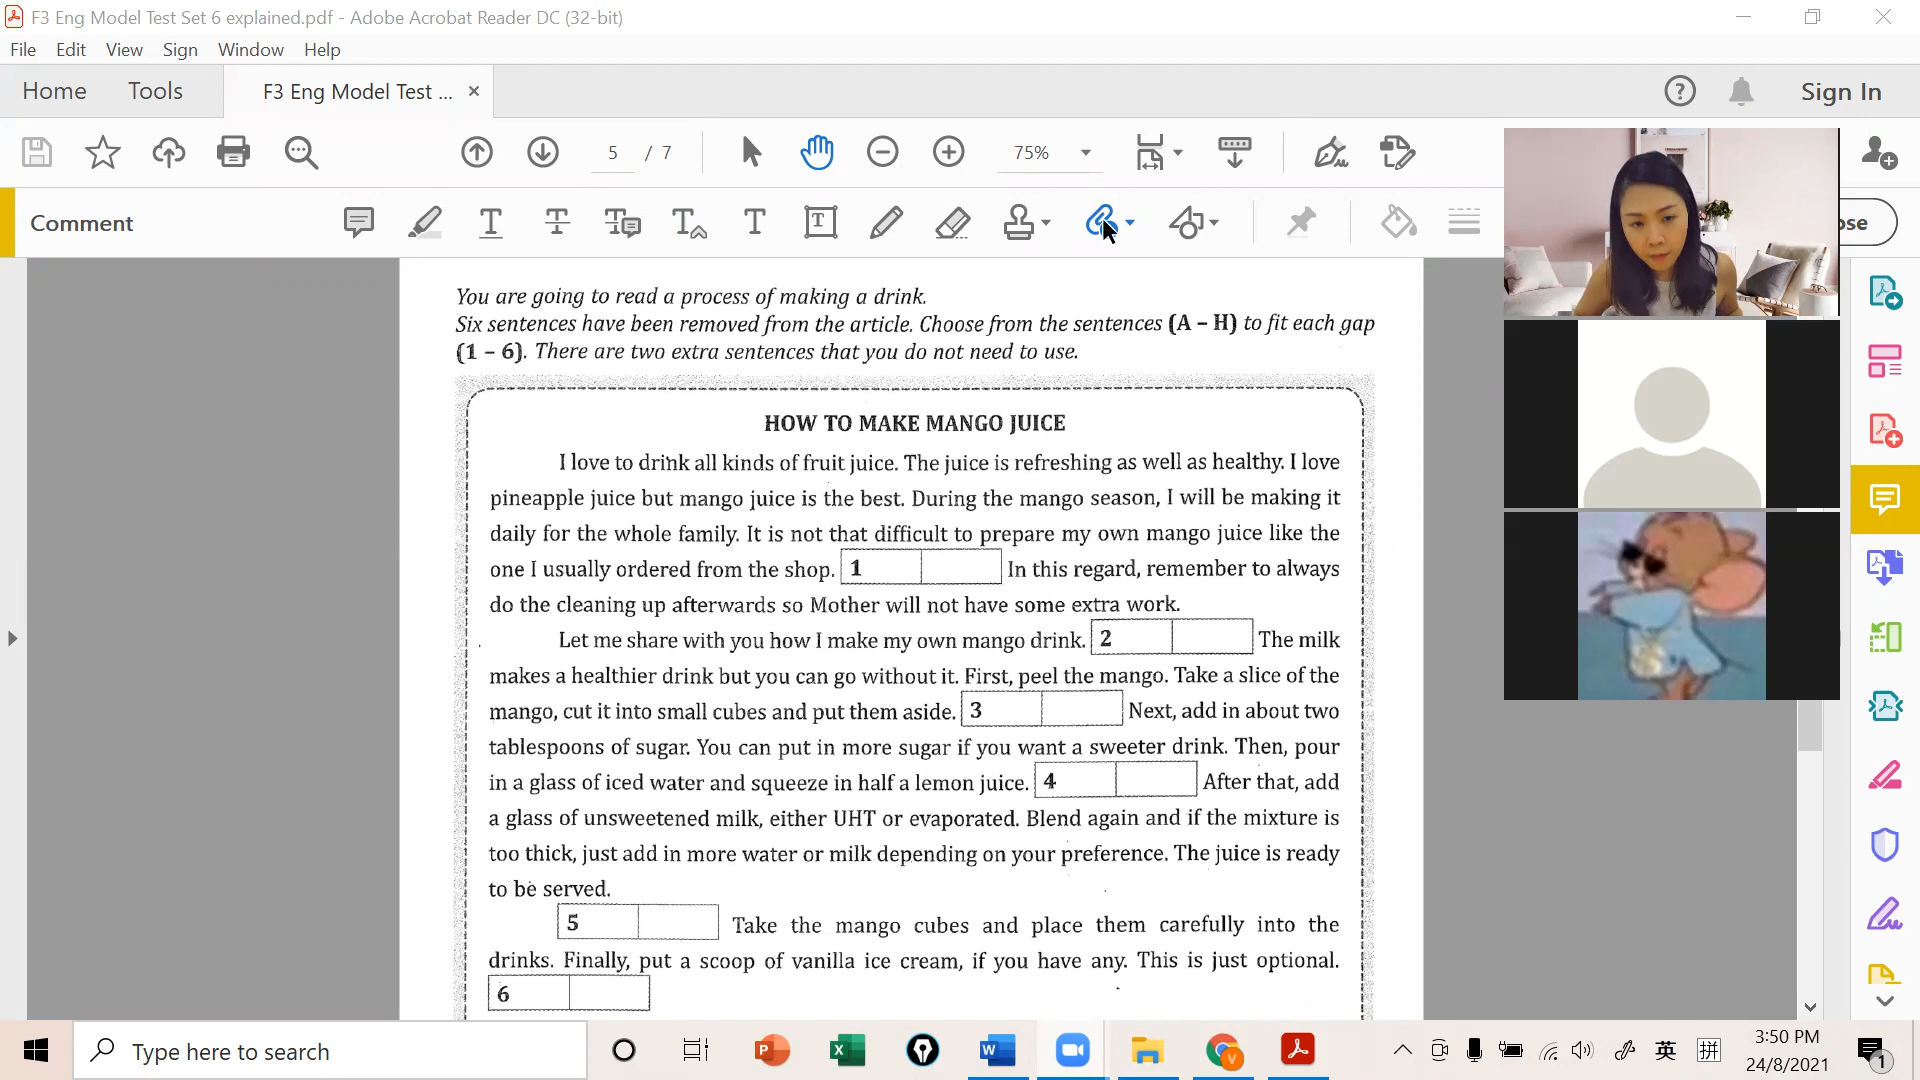 F3 Eng Model Test Set 6 explained.pdf - Adobe Acrobat Reader DC (32-bit)
File Edit View Sign Window Help
Home Tools F3 Eng Model Test ... × Sign In
5 / 7 75%
Comment
ose
You are going to read a process of making a drink.
Six sentences have been removed from the article. Choose from the sentences (A – H) to fit each gap
(1 – 6). There are two extra sentences that you do not need to use.
HOW TO MAKE MANGO JUICE
I love to drink all kinds of fruit juice. The juice is refreshing as well as healthy. I love
pineapple juice but mango juice is the best. During the mango season, I will be making it
daily for the whole family. It is not that difficult to prepare my own mango juice like the
one I usually ordered from the shop. 1 In this regard, remember to always
do the cleaning up afterwards so Mother will not have some extra work.
Let me share with you how I make my own mango drink. 2 The milk
makes a healthier drink but you can go without it. First, peel the mango. Take a slice of the
mango, cut it into small cubes and put them aside. 3 Next, add in about two
tablespoons of sugar. You can put in more sugar if you want a sweeter drink. Then, pour
in a glass of iced water and squeeze in half a lemon juice. 4 After that, add
a glass of unsweetened milk, either UHT or evaporated. Blend again and if the mixture is
too thick, just add in more water or milk depending on your preference. The juice is ready
to be served.
5 Take the mango cubes and place them carefully into the
drinks. Finally, put a scoop of vanilla ice cream, if you have any. This is just optional.
6
Type here to search
英 拼 3:50 PM
24/8/2021
1